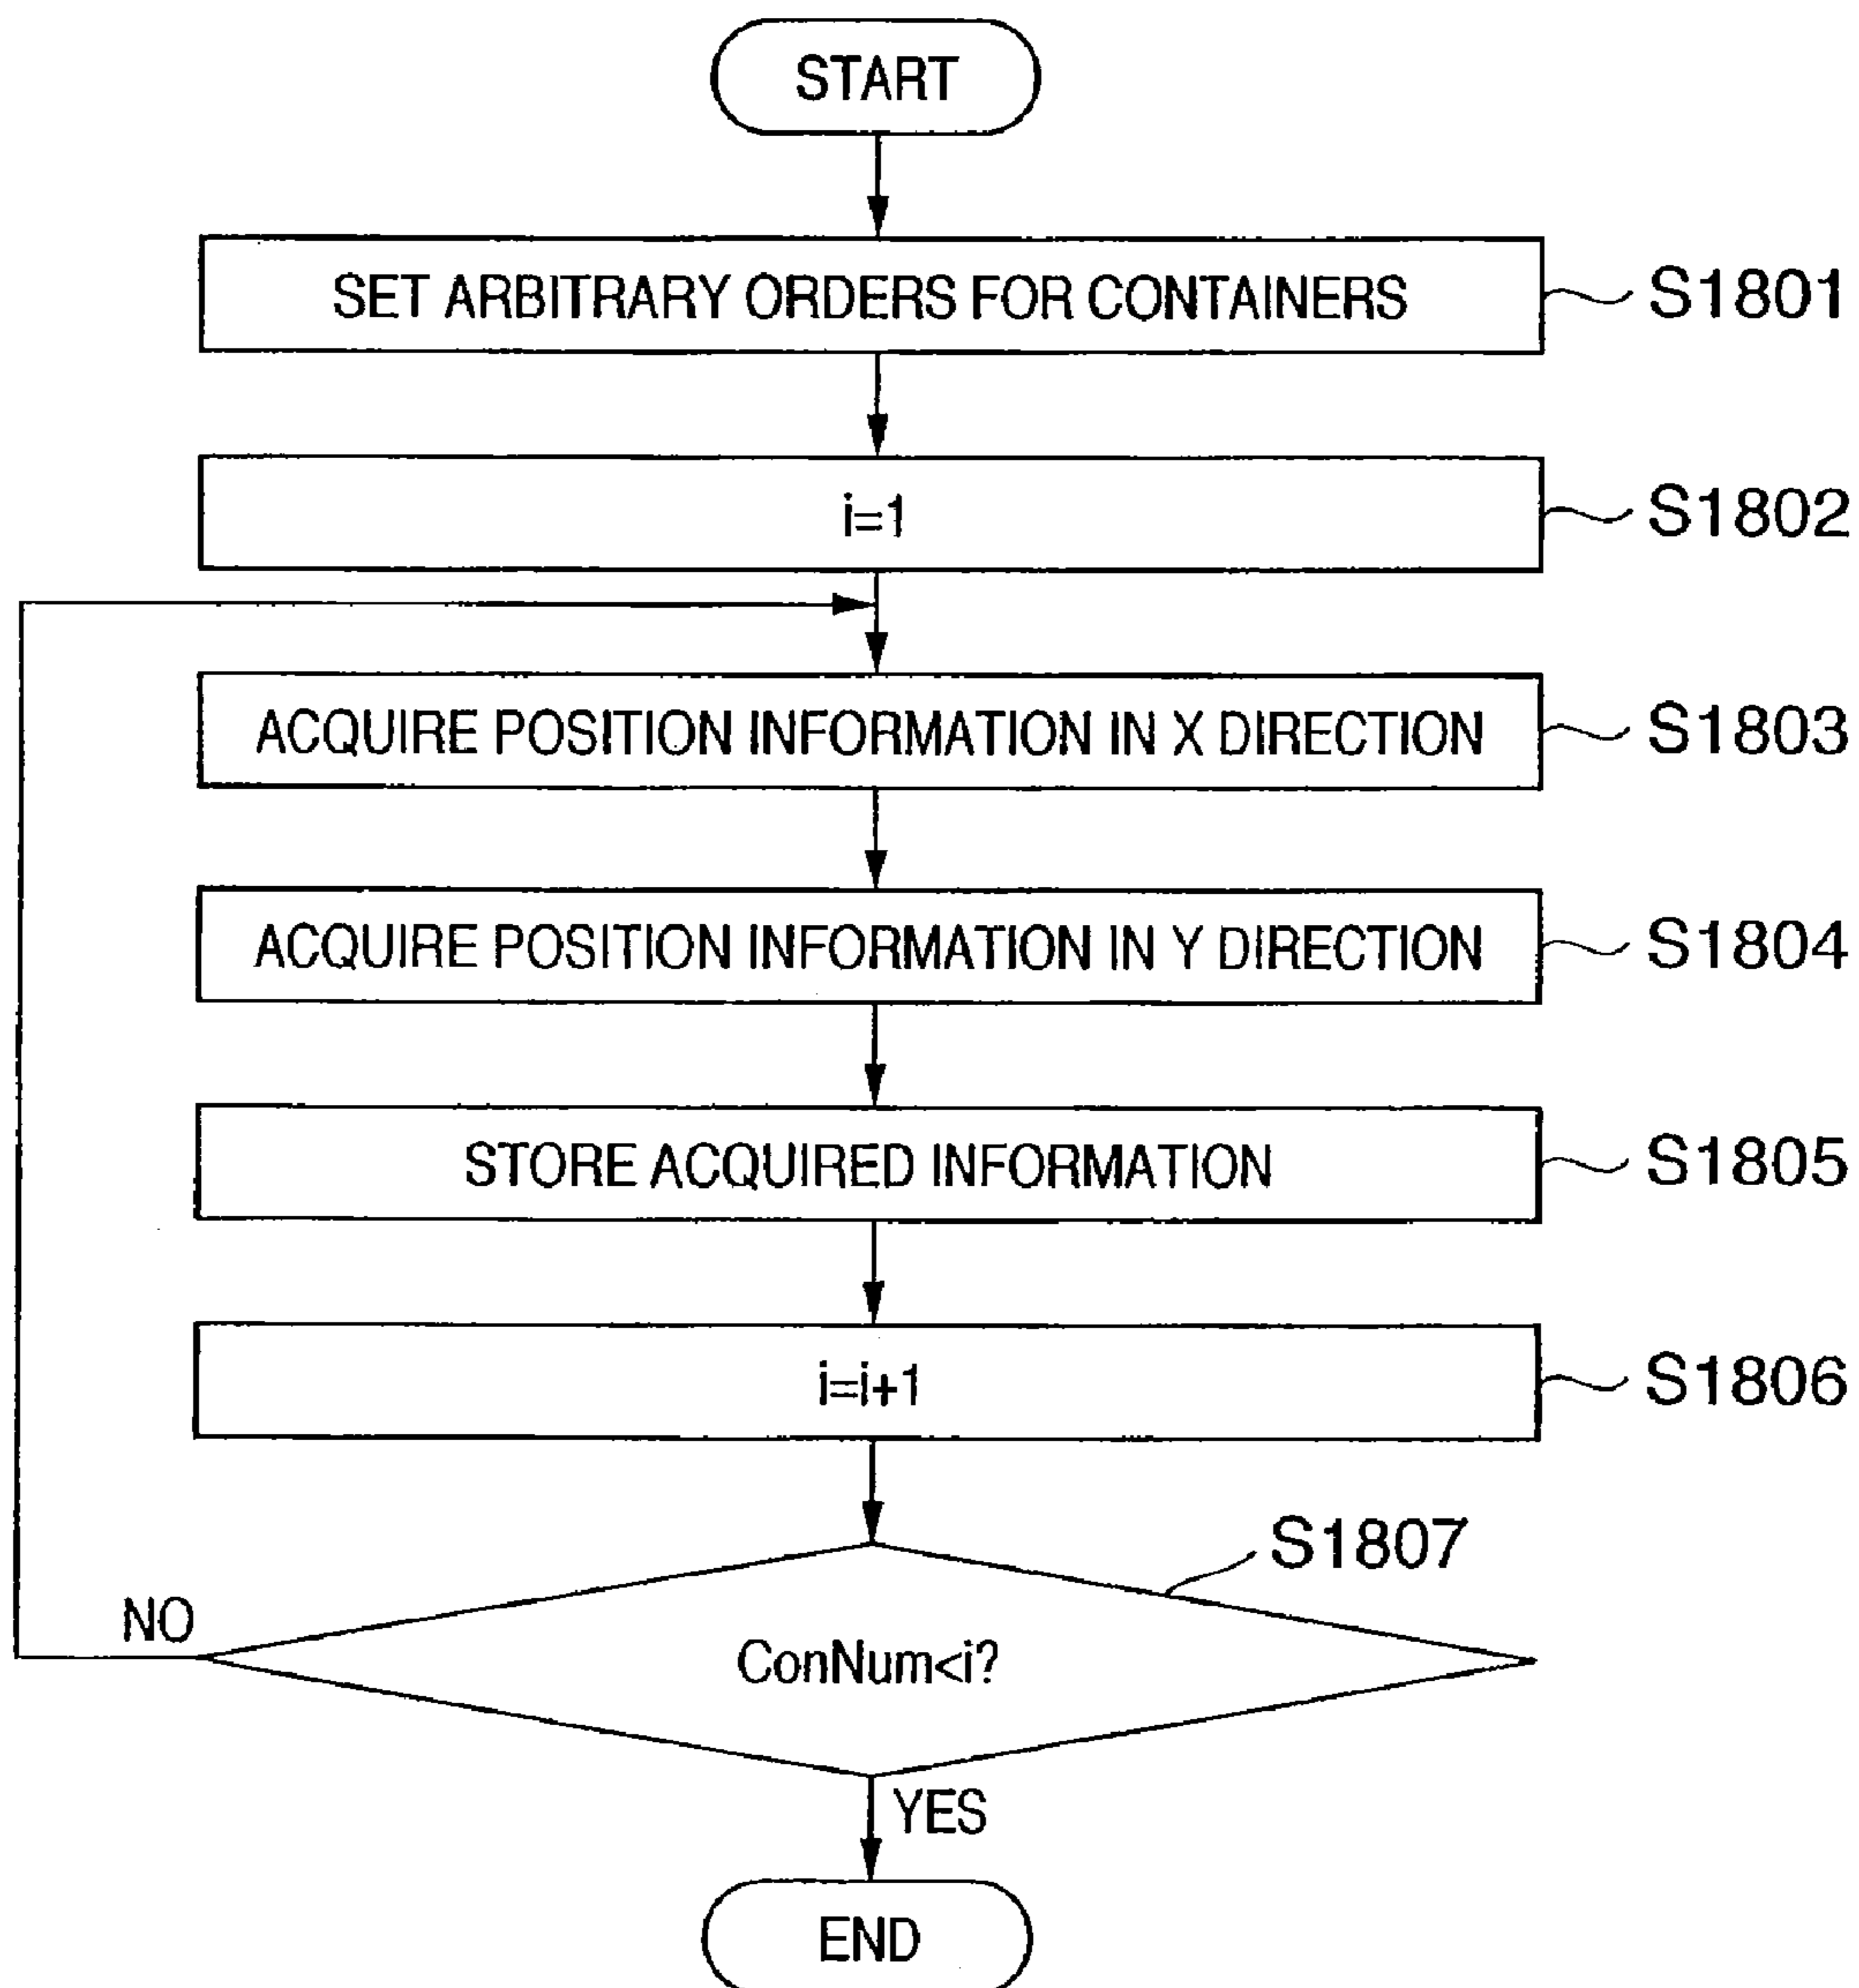 START
SET ARBITRARY ORDERS FOR CONTAINERS
S1801
i=1
S1802
ACQUIRE POSITION INFORMATION IN X DIRECTION
S1803
ACQUIRE POSITION INFORMATION IN Y DIRECTION
S1804
STORE ACQUIRED INFORMATION
S1805
i=i+1
S1806
S1807
NO
ConNum<i?
YES
END